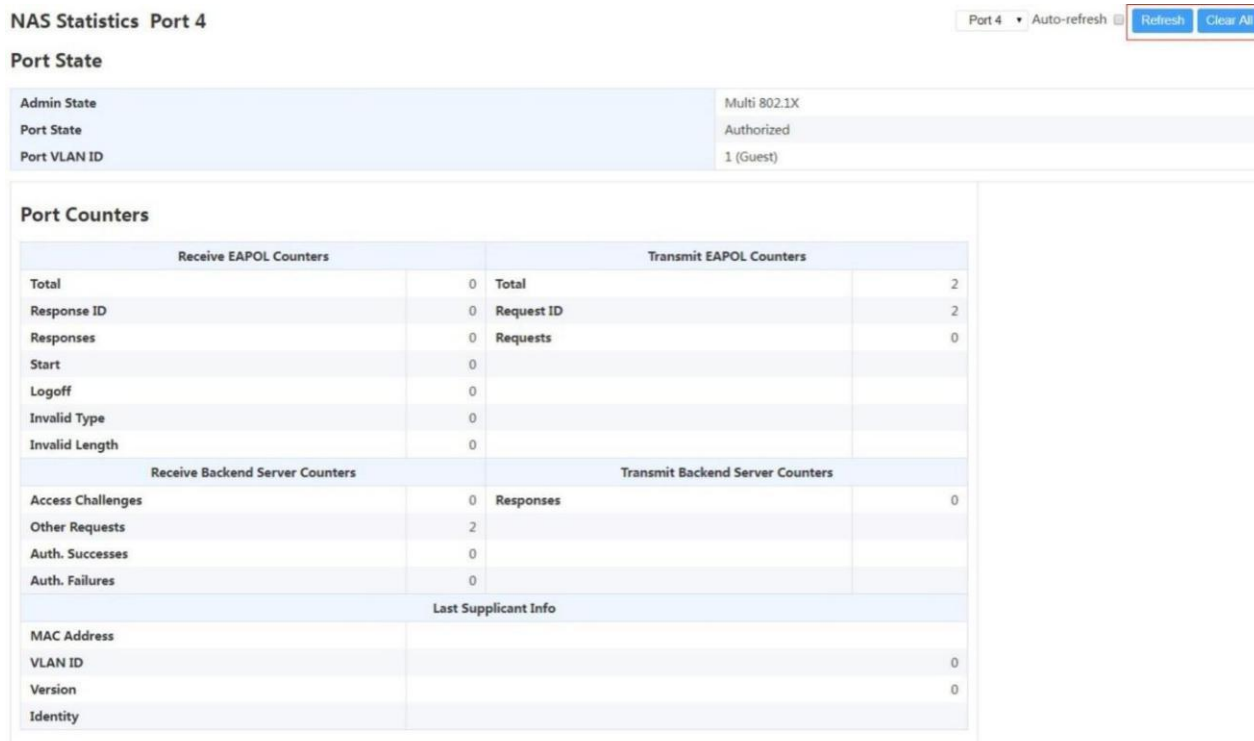 NAS Statistics Port 4
Port 4 Auto-refresh Refresh Clear All
Port State
Admin State Multi 802.1X
Port State Authorized
Port VLAN ID 1 (Guest)
Port Counters
Receive EAPOL Counters Transmit EAPOL Counters
Total 0 Total 2
Response ID 0 Request ID 2
Responses 0 Requests 0
Start 0
Logoff 0
Invalid Type 0
Invalid Length 0
Receive Backend Server Counters Transmit Backend Server Counters
Access Challenges 0 Responses 0
Other Requests 2
Auth. Successes 0
Auth. Failures 0
Last Supplicant Info
MAC Address
VLAN ID 0
Version 0
Identity